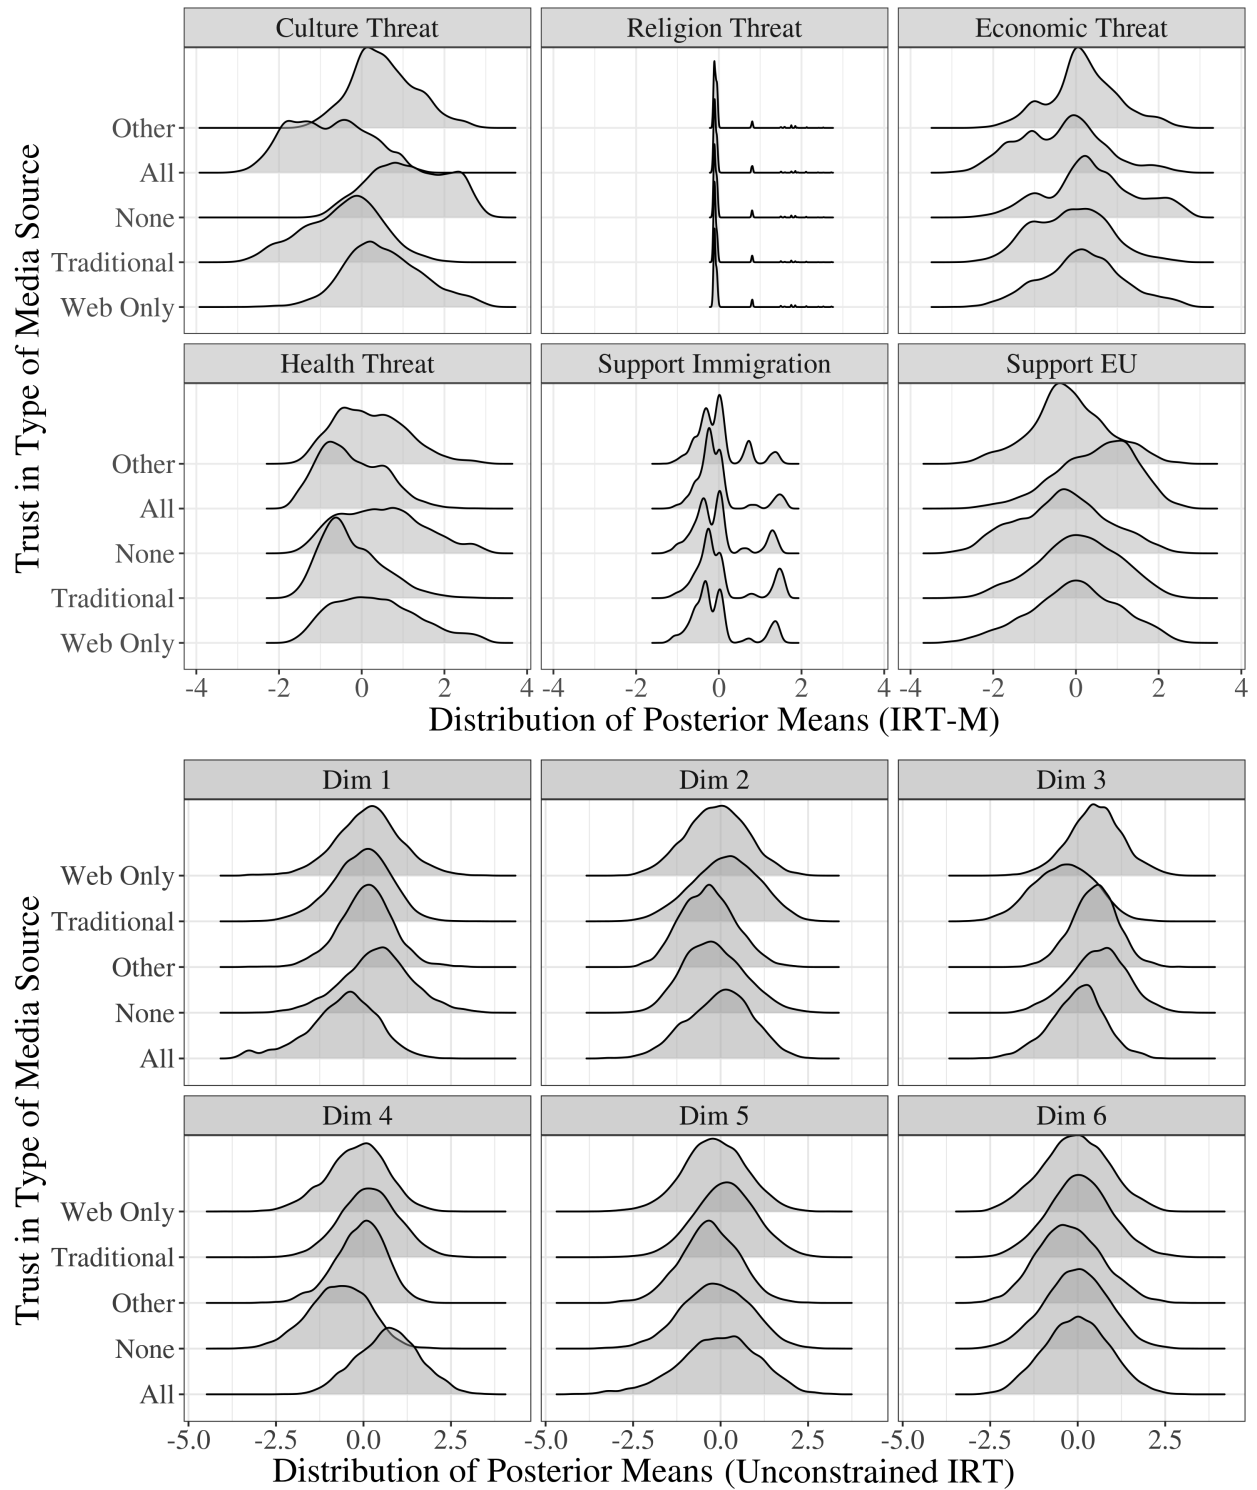 Culture Threat Religion Threat Economic Threat
Trust in Type of Media Source
Other
All
None
Traditional
Web Only
Health Threat Support Immigration Support EU
Other
All
None
Traditional
Web Only
-4 -2 0 2 4 -4 -2 0 2 4 -4 -2 0 2 4
Distribution of Posterior Means (IRT-M)
Dim 1 Dim 2 Dim 3
Trust in Type of Media Source
Web Only
Traditional
Other
None
All
Dim 4 Dim 5 Dim 6
Web Only
Traditional
Other
None
All
-5.0 -2.5 0.0 2.5 -5.0 -2.5 0.0 2.5 -5.0 -2.5 0.0 2.5
Distribution of Posterior Means (Unconstrained IRT)